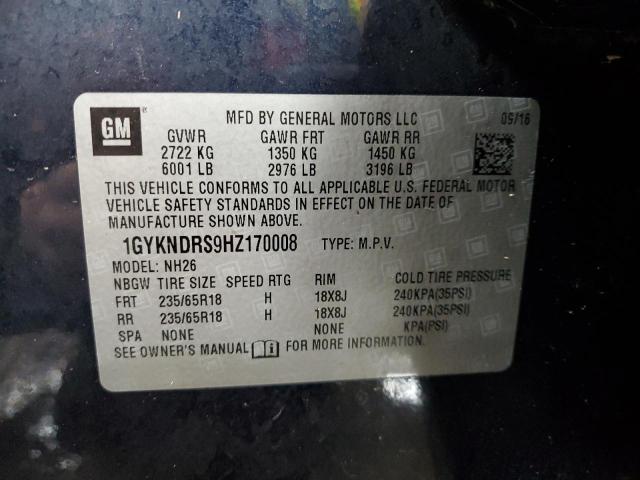 GM ®
MFD BY GENERAL MOTORS LLC 09/16
GVWR GAWR FRT GAWR RR
2722 KG 1350 KG 1450 KG
6001 LB 2976 LB 3196 LB
THIS VEHICLE CONFORMS TO ALL APPLICABLE U.S. FEDERAL MOTOR
VEHICLE SAFETY STANDARDS IN EFFECT ON THE DATE OF
MANUFACTURE SHOWN ABOVE.
1GYKNDRS9HZ170008 TYPE: M.P.V.
MODEL: NH26
NBGW TIRE SIZE SPEED RTG RIM COLD TIRE PRESSURE
FRT 235/65R18 H 18X8J 240KPA(35PSI)
RR 235/65R18 H 18X8J 240KPA(35PSI)
SPA NONE NONE KPA(PSI)
SEE OWNER'S MANUAL FOR MORE INFORMATION.